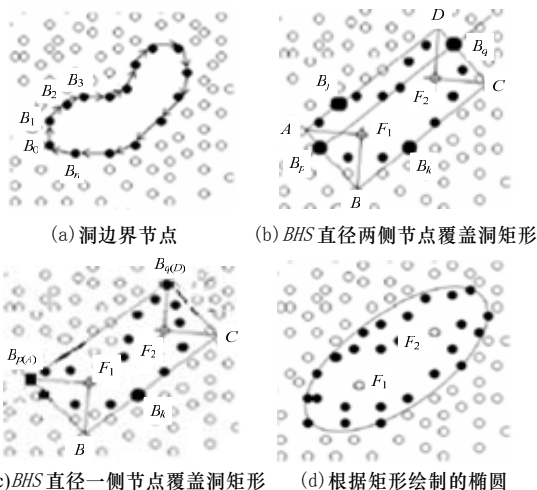 B3
B2
B1
B0
Bn
(a)洞边界节点
D
Bq
Bj
F2
C
A
F1
Bp
Bk
B
(b)BHS直径两侧节点覆盖洞矩形
Bq(D)
F2
C
Bp(A)
F1
Bk
B
c)BHS直径一侧节点覆盖洞矩形
F2
F1
(d)根据矩形绘制的椭圆